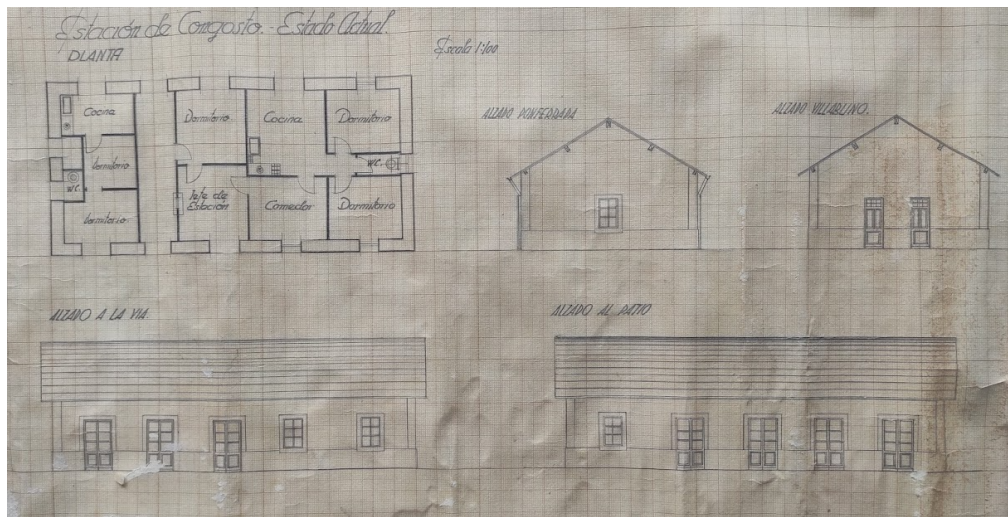 Estación de Congosto.-Estado Actual.
PLANTA
Escala 1:100
Cocina
Dormitorio
W.C.
Dormitorio
Dormitorio
Cocina
Dormitorio
W.C.
Jefe de
Estación
Comedor
Dormitorio
ALZADO PONFERRADA
ALZADO VILLABLINO.
ALZADO A LA VIA
ALZADO AL PATIO